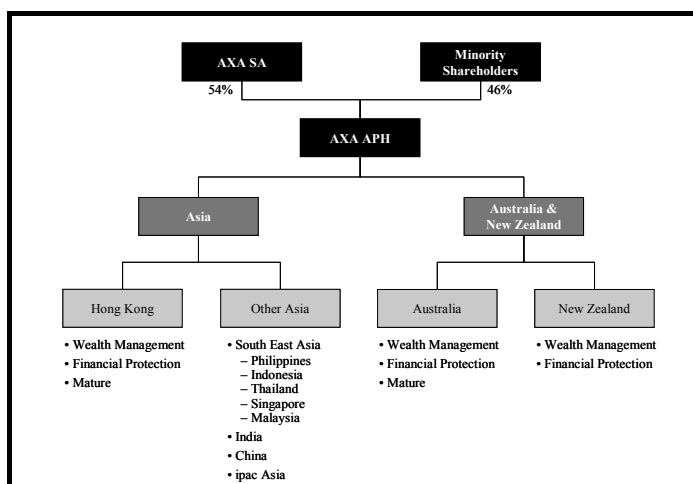 AXA SA
Minority
Shareholders
54%
46%
AXA APH
Asia
Australia &
New Zealand
Hong Kong
Other Asia
Australia
New Zealand
• Wealth Management
• Financial Protection
• Mature
• South East Asia
– Philippines
– Indonesia
– Thailand
– Singapore
– Malaysia
• India
• China
• ipac Asia
• Wealth Management
• Financial Protection
• Mature
• Wealth Management
• Financial Protection